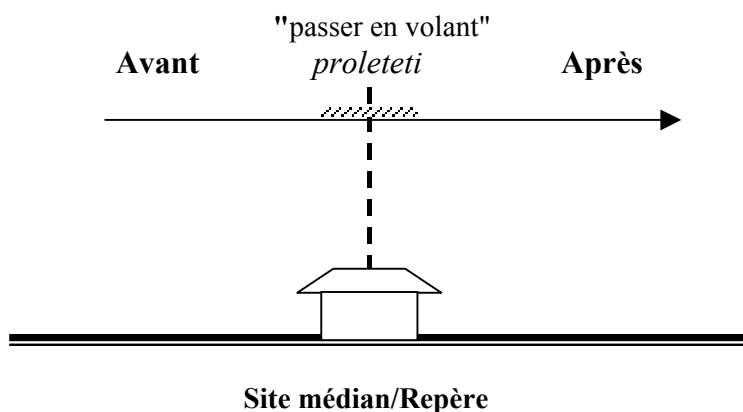 "passer en volant"
Avant proleteti Après
Site médian/Repère